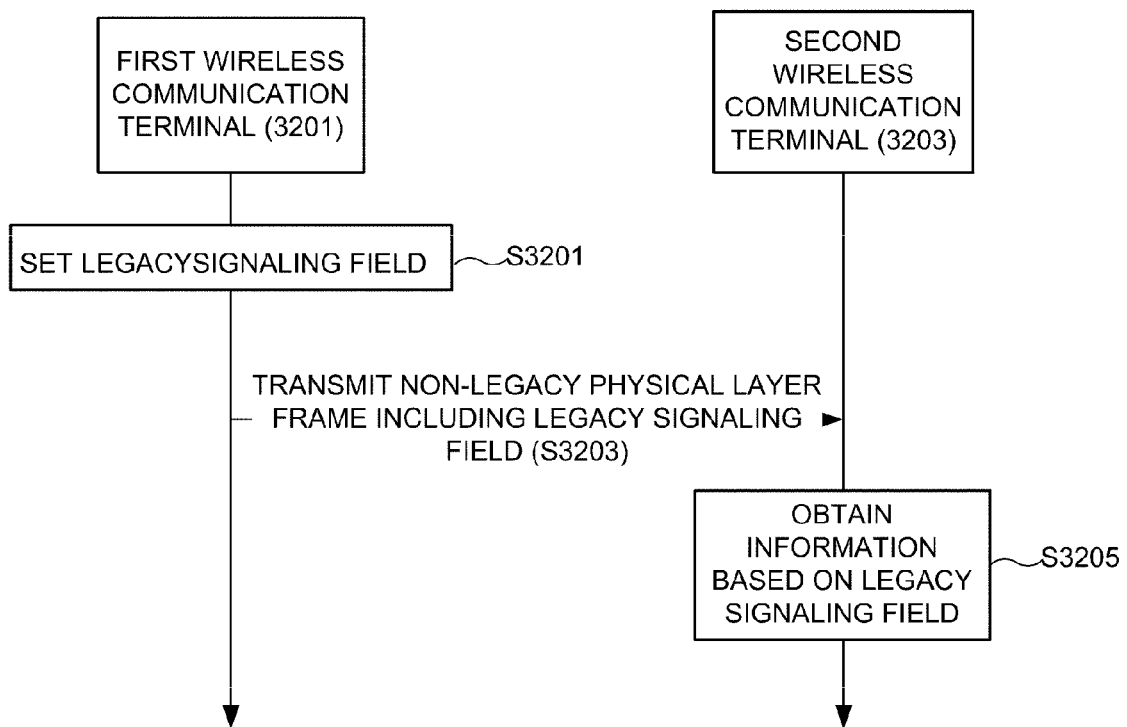 FIRST WIRELESS
COMMUNICATION
TERMINAL (3201)
SECOND
WIRELESS
COMMUNICATION
TERMINAL (3203)
SET LEGACYSIGNALING FIELD
S3201
TRANSMIT NON-LEGACY PHYSICAL LAYER
FRAME INCLUDING LEGACY SIGNALING
FIELD (S3203)
OBTAIN
INFORMATION
BASED ON LEGACY
SIGNALING FIELD
S3205